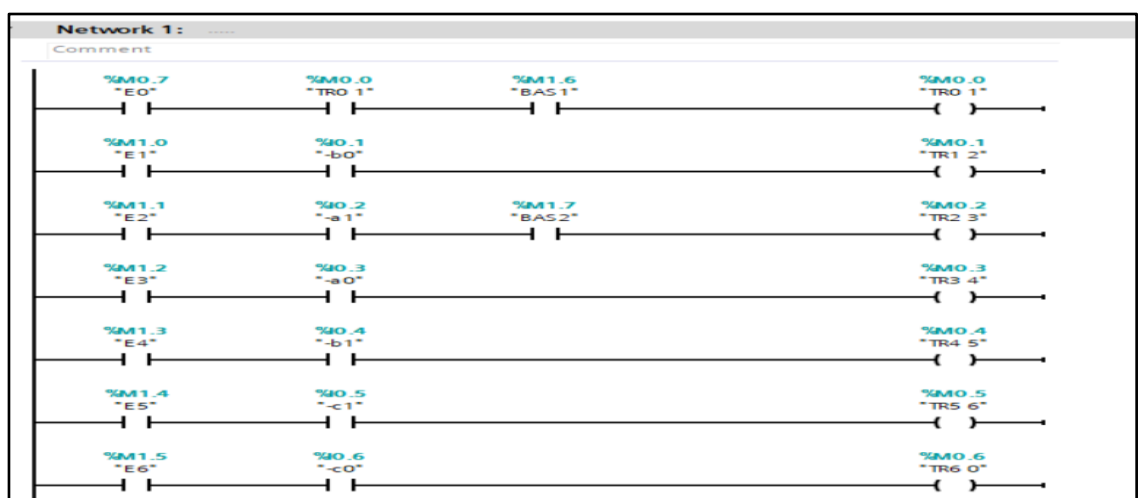 Network 1: .....
Comment
%M0.7 %M0.0 %M1.6 %M0.0
"E0" "TR0 1" "BAS1" "TR0 1"
%M1.0 %I0.1 %M0.1
"E1" "-b0" "TR1 2"
%M1.1 %I0.2 %M1.7 %M0.2
"E2" "-a1" "BAS2" "TR2 3"
%M1.2 %I0.3 %M0.3
"E3" "-a0" "TR3 4"
%M1.3 %I0.4 %M0.4
"E4" "-b1" "TR4 5"
%M1.4 %I0.5 %M0.5
"E5" "-c1" "TR5 6"
%M1.5 %I0.6 %M0.6
"E6" "-c0" "TR6 0"